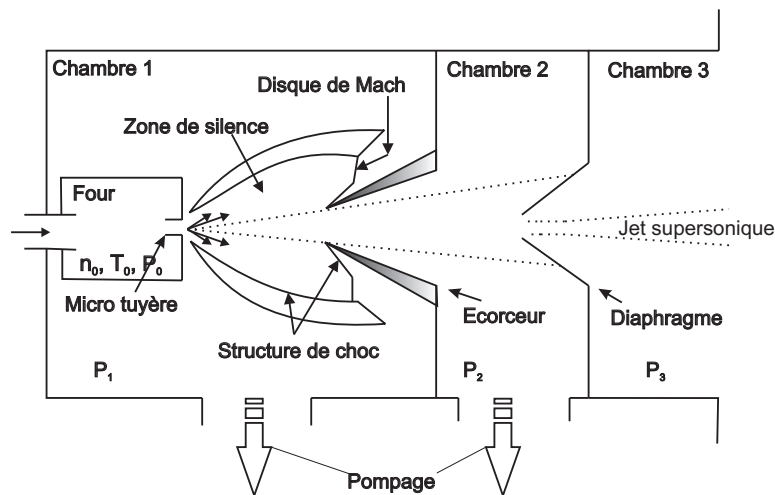 Chambre 1
Chambre 2
Chambre 3
Disque de Mach
Zone de silence
Four
n₀, T₀, P₀
Micro tuyère
Jet supersonique
Ecorceur
Diaphragme
Structure de choc
P₁
P₂
P₃
Pompage